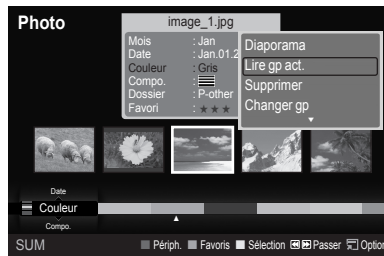 Photo
image_1.jpg
Mois : Jan
Date : Jan.01.2
Couleur : Gris
Compo. :
Dossier : P-other
Favori : ★★★
Diaporama
Lire gp act.
Supprimer
Changer gp
Date
Couleur
Compo.
SUM
Périph. Favoris Sélection Passer Option